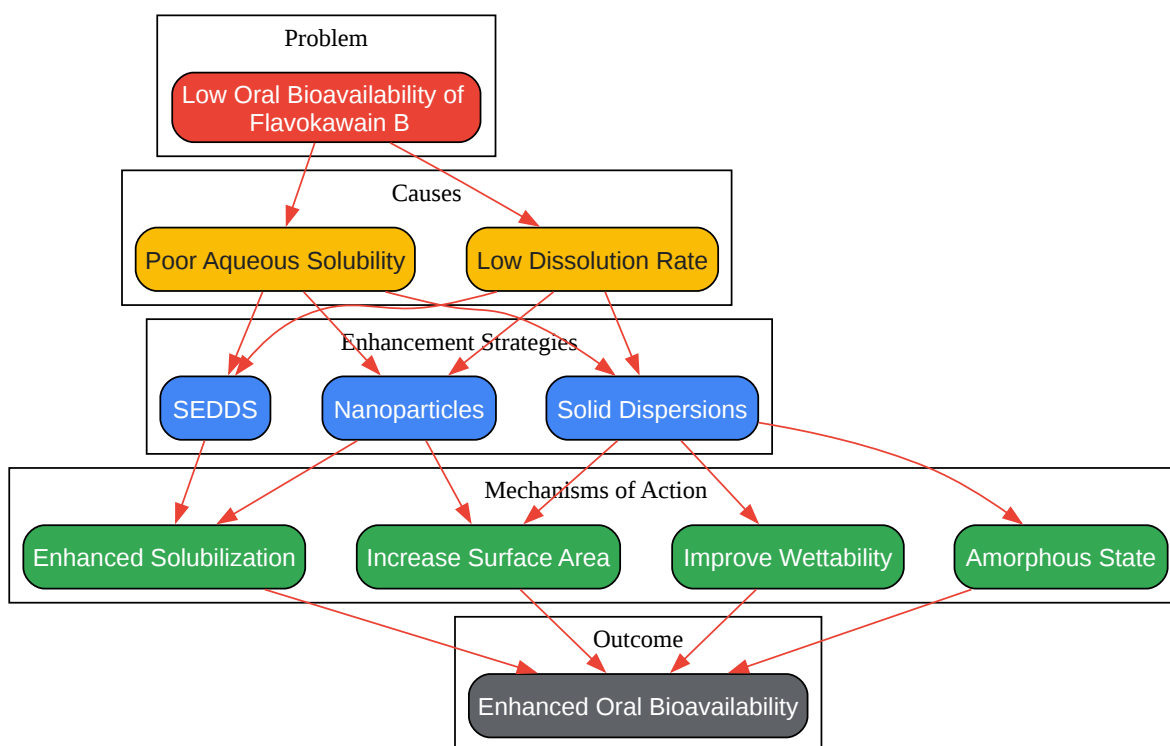 Problem
Low Oral Bioavailability of
Flavokawain B
Causes
Poor Aqueous Solubility
Low Dissolution Rate
Enhancement Strategies
SEDDS
Nanoparticles
Solid Dispersions
Mechanisms of Action
Enhanced Solubilization
Increase Surface Area
Improve Wettability
Amorphous State
Outcome
Enhanced Oral Bioavailability